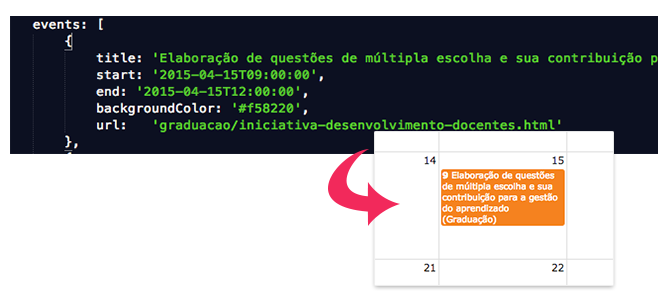 events: [
{
title: 'Elaboração de questões de múltipla escolha e sua contribuição p
start: '2015-04-15T09:00:00',
end: '2015-04-15T12:00:00',
backgroundColor: '#f58220',
url: 'graduacao/iniciativa-desenvolvimento-docentes.html'
},
14 15
9 Elaboração de questões
de múltipla escolha e sua
contribuição para a gestão
do aprendizado
(Graduação)
21 22